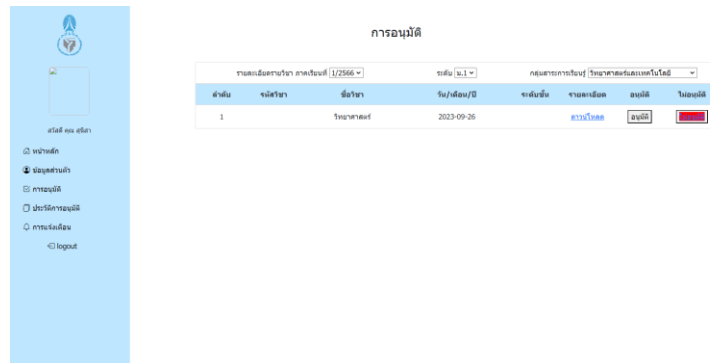 การอนุมัติ
รายละเอียดรายวิชา ภาคเรียนที่ 1/2566 ระดับ ม.1 กลุ่มสาระการเรียนรู้ วิทยาศาสตร์และเทคโนโลยี
ลำดับ รหัสวิชา ชื่อวิชา วัน/เดือน/ปี ระดับชั้น รายละเอียด อนุมัติ ไม่อนุมัติ
1 วิทยาศาสตร์ 2023-09-26 ดาวน์โหลด อนุมัติ
สวัสดี คุณ สุนิสา
หน้าหลัก
ข้อมูลส่วนตัว
การอนุมัติ
ประวัติการอนุมัติ
การแจ้งเตือน
logout